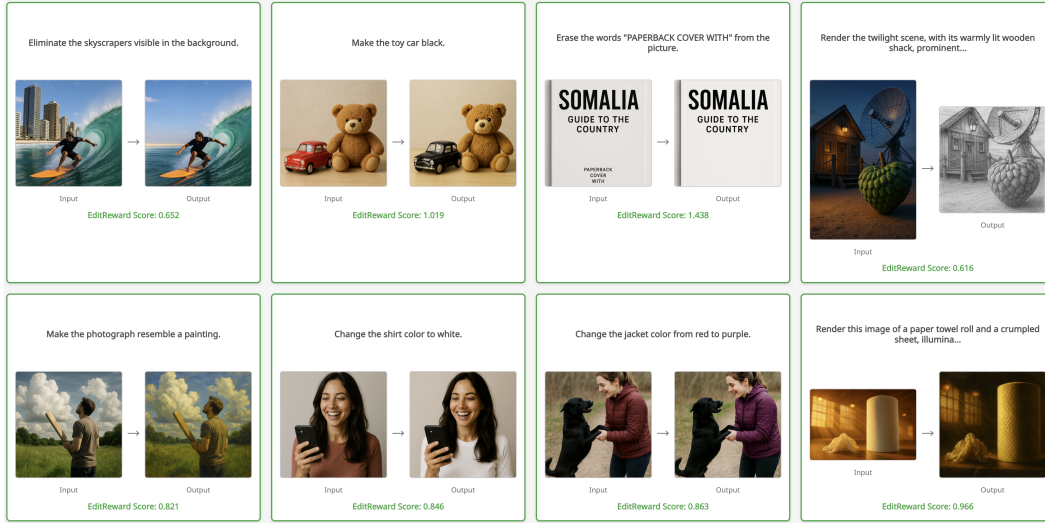 Eliminate the skyscrapers visible in the background.
Input
Output
EditReward Score: 0.652
Make the toy car black.
Input
Output
EditReward Score: 1.019
Erase the words "PAPERBACK COVER WITH" from the
picture.
SOMALIA
GUIDE TO THE
COUNTRY
PAPERBACK
COVER
WITH
SOMALIA
GUIDE TO THE
COUNTRY
Input
Output
EditReward Score: 1.438
Render the twilight scene, with its warmly lit wooden
shack, prominent...
Input
Output
EditReward Score: 0.616
Make the photograph resemble a painting.
Input
Output
EditReward Score: 0.821
Change the shirt color to white.
Input
Output
EditReward Score: 0.846
Change the jacket color from red to purple.
Input
Output
EditReward Score: 0.863
Render this image of a paper towel roll and a crumpled
sheet, illumina...
Input
Output
EditReward Score: 0.966